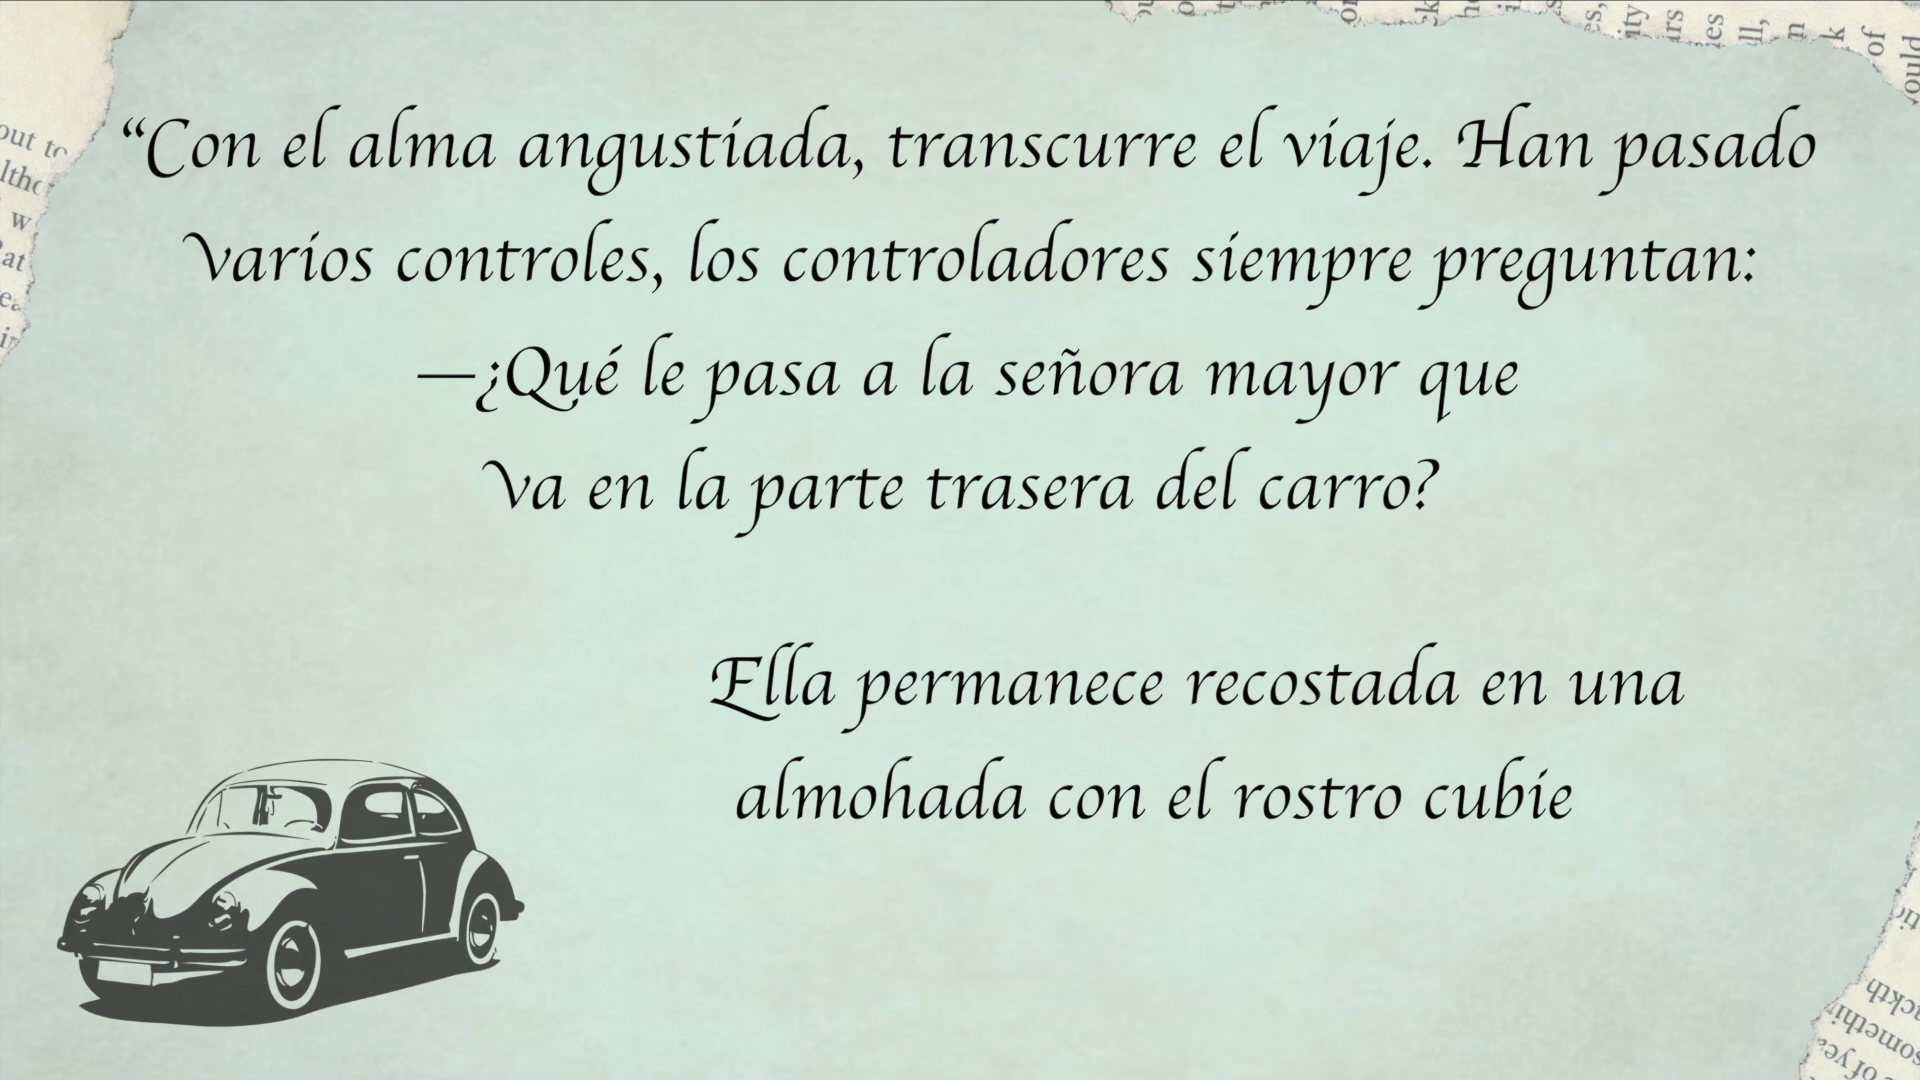 “Con el alma angustiada, transcurre el viaje. Han pasado
varios controles, los controladores siempre preguntan:
—¿Qué le pasa a la señora mayor que
va en la parte trasera del carro?
Ella permanece recostada en una
almohada con el rostro cubie